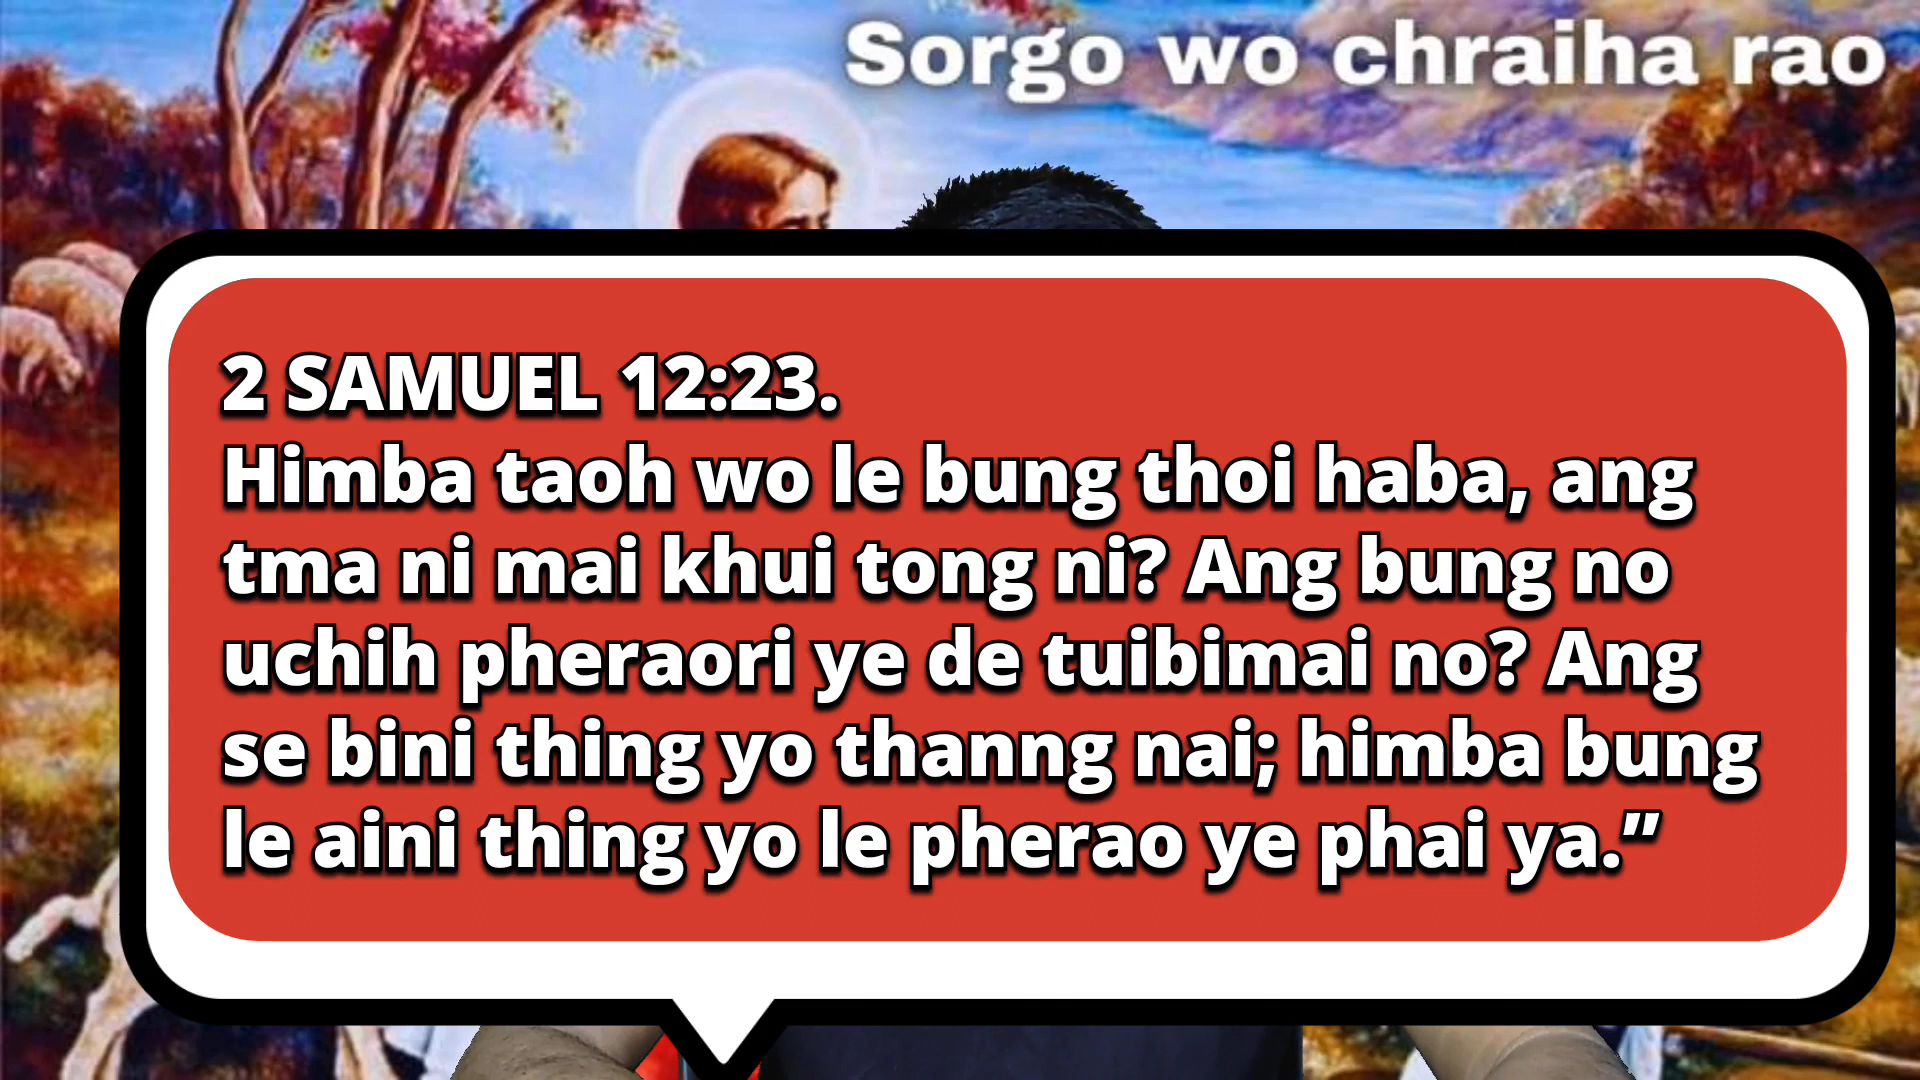 Sorgo wo chraiha rao
2 SAMUEL 12:23.
Himba taoh wo le bung thoi haba, ang
tma ni mai khui tong ni? Ang bung no
uchih pheraori ye de tuibimai no? Ang
se bini thing yo thanng nai; himba bung
le aini thing yo le pherao ye phai ya.”